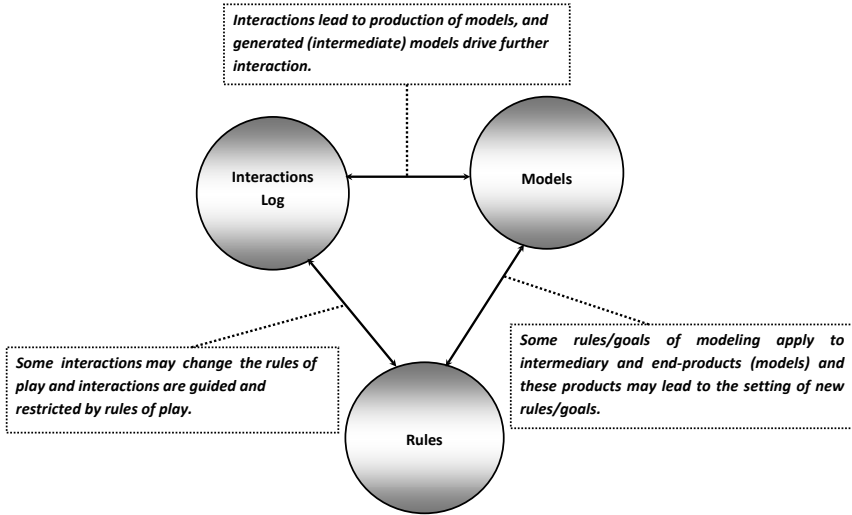 Interactions lead to production of models, and
generated (intermediate) models drive further
interaction.
Interactions
Log
Models
Some interactions may change the rules of
play and interactions are guided and
restricted by rules of play.
Some rules/goals of modeling apply to
intermediary and end-products (models) and
these products may lead to the setting of new
rules/goals.
Rules